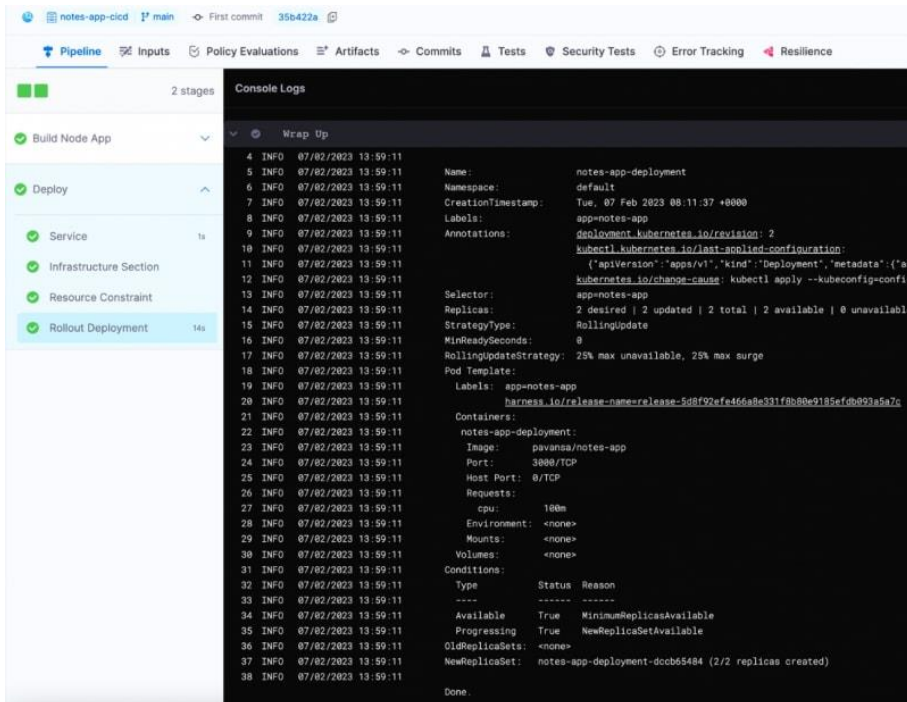 notes-app-cicd main First commit 35b422a
Pipeline Inputs Policy Evaluations Artifacts Commits Tests Security Tests Error Tracking Resilience
2 stages
Build Node App
Deploy
Service 1s
Infrastructure Section
Resource Constraint
Rollout Deployment 14s
Console Logs
Wrap Up
4 INFO 07/02/2023 13:59:11
5 INFO 07/02/2023 13:59:11 Name: notes-app-deployment
6 INFO 07/02/2023 13:59:11 Namespace: default
7 INFO 07/02/2023 13:59:11 CreationTimestamp: Tue, 07 Feb 2023 08:11:37 +0000
8 INFO 07/02/2023 13:59:11 Labels: app=notes-app
9 INFO 07/02/2023 13:59:11 Annotations: deployment.kubernetes.io/revision: 2
10 INFO 07/02/2023 13:59:11 kubectl.kubernetes.io/last-applied-configuration:
11 INFO 07/02/2023 13:59:11 {"apiVersion":"apps/v1","kind":"Deployment","metadata":{"a
12 INFO 07/02/2023 13:59:11 kubernetes.io/change-cause: kubectl apply --kubeconfig=confi
13 INFO 07/02/2023 13:59:11 Selector: app=notes-app
14 INFO 07/02/2023 13:59:11 Replicas: 2 desired | 2 updated | 2 total | 2 available | 0 unavailabl
15 INFO 07/02/2023 13:59:11 StrategyType: RollingUpdate
16 INFO 07/02/2023 13:59:11 MinReadySeconds: 0
17 INFO 07/02/2023 13:59:11 RollingUpdateStrategy: 25% max unavailable, 25% max surge
18 INFO 07/02/2023 13:59:11 Pod Template:
19 INFO 07/02/2023 13:59:11 Labels: app=notes-app
20 INFO 07/02/2023 13:59:11 harness.io/release-name=release-5d8f92efe466a8e331f8b80e9185efdb093a5a7c
21 INFO 07/02/2023 13:59:11 Containers:
22 INFO 07/02/2023 13:59:11 notes-app-deployment:
23 INFO 07/02/2023 13:59:11 Image: pavansa/notes-app
24 INFO 07/02/2023 13:59:11 Port: 3000/TCP
25 INFO 07/02/2023 13:59:11 Host Port: 0/TCP
26 INFO 07/02/2023 13:59:11 Requests:
27 INFO 07/02/2023 13:59:11 cpu: 100m
28 INFO 07/02/2023 13:59:11 Environment: <none>
29 INFO 07/02/2023 13:59:11 Mounts: <none>
30 INFO 07/02/2023 13:59:11 Volumes: <none>
31 INFO 07/02/2023 13:59:11 Conditions:
32 INFO 07/02/2023 13:59:11 Type Status Reason
33 INFO 07/02/2023 13:59:11 ---- ------ ------
34 INFO 07/02/2023 13:59:11 Available True MinimumReplicasAvailable
35 INFO 07/02/2023 13:59:11 Progressing True NewReplicaSetAvailable
36 INFO 07/02/2023 13:59:11 OldReplicaSets: <none>
37 INFO 07/02/2023 13:59:11 NewReplicaSet: notes-app-deployment-dccb65484 (2/2 replicas created)
38 INFO 07/02/2023 13:59:11
Done.